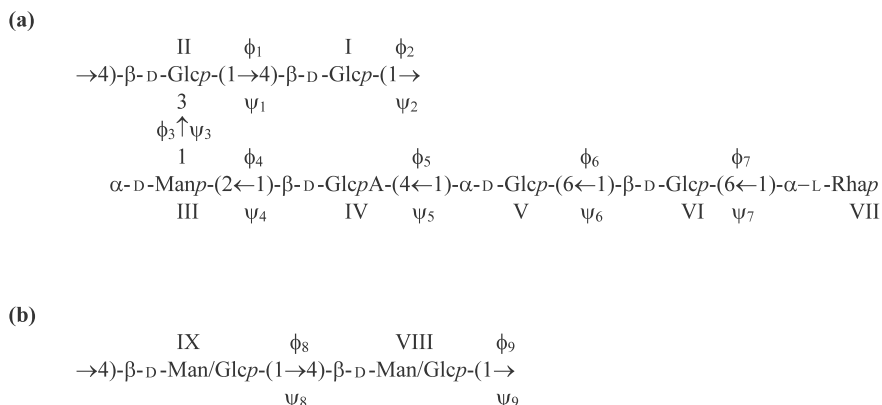 (a)
II ϕ1 I ϕ2
→4)-β-D-Glcp-(1→4)-β-D-Glcp-(1→
3 ψ1 ψ2
ϕ3↑ψ3
1 ϕ4 ϕ5 ϕ6 ϕ7
α-D-Manp-(2←1)-β-D-GlcpA-(4←1)-α-D-Glcp-(6←1)-β-D-Glcp-(6←1)-α–L-Rhap
III ψ4 IV ψ5 V ψ6 VI ψ7 VII
(b)
IX ϕ8 VIII ϕ9
→4)-β-D-Man/Glcp-(1→4)-β-D-Man/Glcp-(1→
ψ8 ψ9